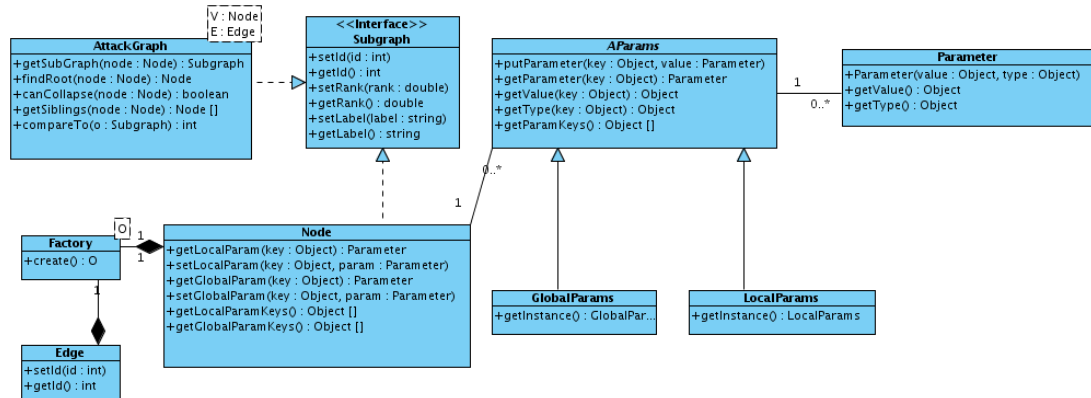 V : Node
E : Edge
AttackGraph
+getSubGraph(node : Node) : Subgraph
+findRoot(node : Node) : Node
+canCollapse(node : Node) : boolean
+getSiblings(node : Node) : Node []
+compareTo(o : Subgraph) : int
<<Interface>>
Subgraph
+setId(id : int)
+getId() : int
+setRank(rank : double)
+getRank() : double
+setLabel(label : string)
+getLabel() : string
AParams
+putParameter(key : Object, value : Parameter)
+getParameter(key : Object) : Parameter
+getValue(key : Object) : Object
+getType(key : Object) : Object
+getParamKeys() : Object []
1
0..*
Parameter
+Parameter(value : Object, type : Object)
+getValue() : Object
+getType() : Object
0..*
1
O
1
1
Factory
+create() : O
1
Node
+getLocalParam(key : Object) : Parameter
+setLocalParam(key : Object, param : Parameter)
+getGlobalParam(key : Object) : Parameter
+setGlobalParam(key : Object, param : Parameter)
+getLocalParamKeys() : Object []
+getGlobalParamKeys() : Object []
GlobalParams
+getInstance() : GlobalPar...
LocalParams
+getInstance() : LocalParams
Edge
+setId(id : int)
+getId() : int